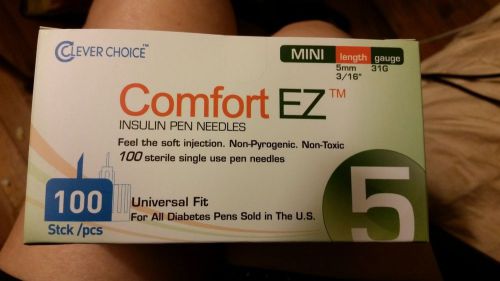 CLEVER CHOICE™
MINI length gauge
5mm 31G
3/16"
Comfort EZ™
INSULIN PEN NEEDLES
Feel the soft injection. Non-Pyrogenic. Non-Toxic
100 sterile single use pen needles
100
Stck /pcs
Universal Fit
For All Diabetes Pens Sold in The U.S.
5